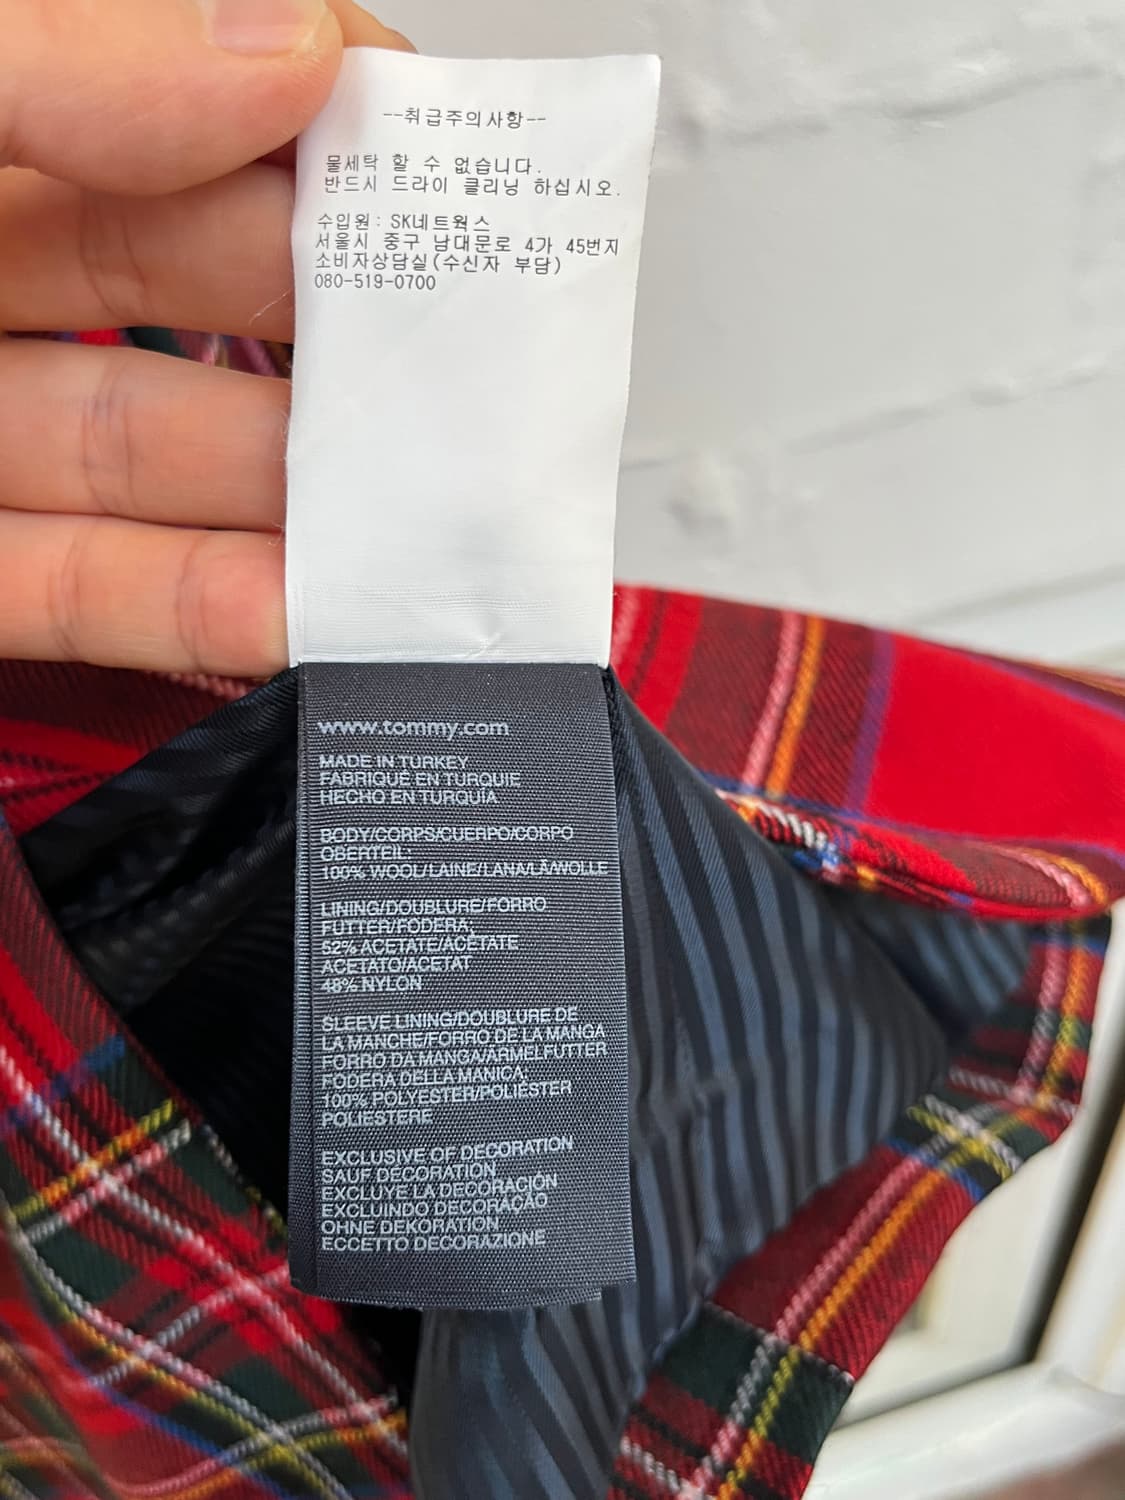 --취급주의사항--
물세탁 할 수 없습니다.
반드시 드라이 클리닝 하십시오.
수입원: SK네트웍스
서울시 중구 남대문로 4가 45번지
소비자상담실(수신자 부담)
080-519-0700
www.tommy.com
MADE IN TURKEY
FABRIQUÉ EN TURQUIE
HECHO EN TURQUÍA
BODY/CORPS/CUERPO/CORPO
OBERTEIL:
100% WOOL/LAINE/LANA/LÃ/WOLLE
LINING/DOUBLURE/FORRO
FUTTER/FODERA,
52% ACETATE/ACÉTATE
ACETATO/ACETAT
48% NYLON
SLEEVE LINING/DOUBLURE DE
LA MANCHE/FORRO DE LA MANGA
FORRO DA MANGA/ÄRMELFUTTER
FODERA DELLA MANICA,
100% POLYESTER/POLIÉSTER
POLIESTERE
EXCLUSIVE OF DECORATION
SAUF DÉCORATION
EXCLUYE LA DECORACIÓN
EXCLUINDO DECORAÇÃO
OHNE DEKORATION
ECCETTO DECORAZIONE